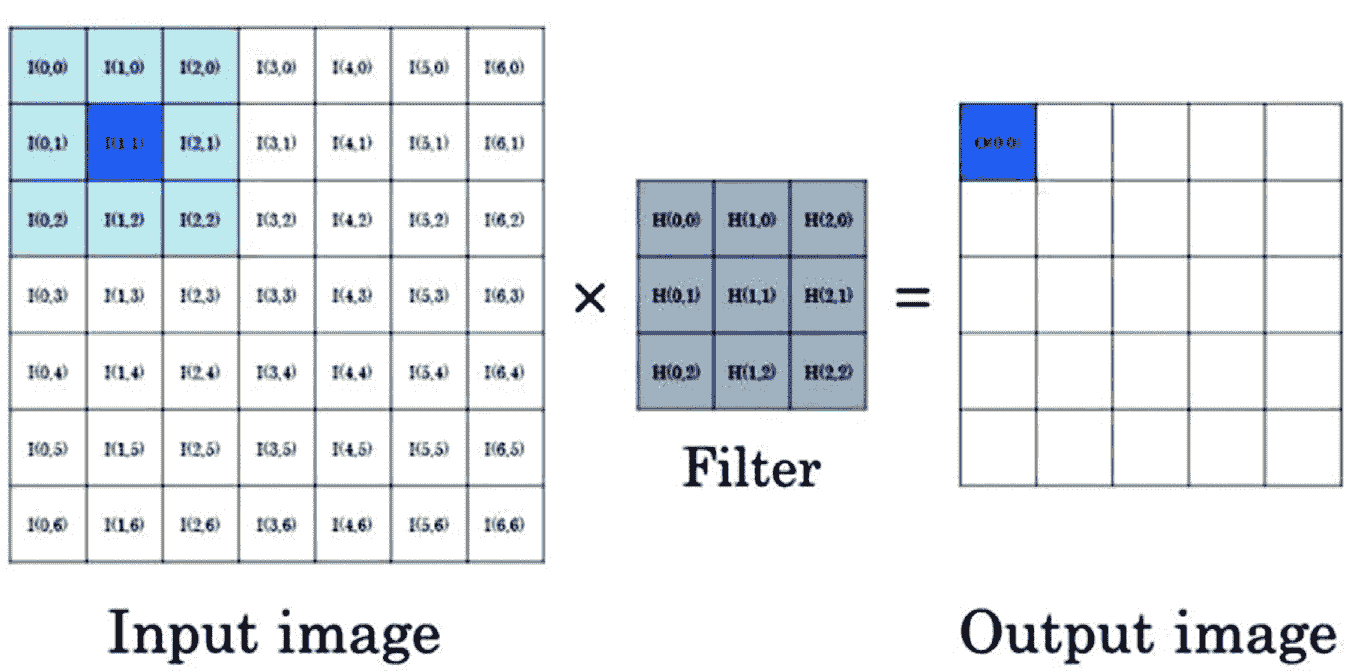 I(0,0) I(1,0) I(2,0) I(3,0) I(4,0) I(5,0) I(6,0)
I(0,1) I(1,1) I(2,1) I(3,1) I(4,1) I(5,1) I(6,1)
O(0,0)
I(0,2) I(1,2) I(2,2) I(3,2) I(4,2) I(5,2) I(6,2)
H(0,0) H(1,0) H(2,0)
I(0,3) I(1,3) I(2,3) I(3,3) I(4,3) I(5,3) I(6,3)
×
H(0,1) H(1,1) H(2,1)
=
I(0,4) I(1,4) I(2,4) I(3,4) I(4,4) I(5,4) I(6,4)
H(0,2) H(1,2) H(2,2)
I(0,5) I(1,5) I(2,5) I(3,5) I(4,5) I(5,5) I(6,5)
Filter
I(0,6) I(1,6) I(2,6) I(3,6) I(4,6) I(5,6) I(6,6)
Input image
Output image